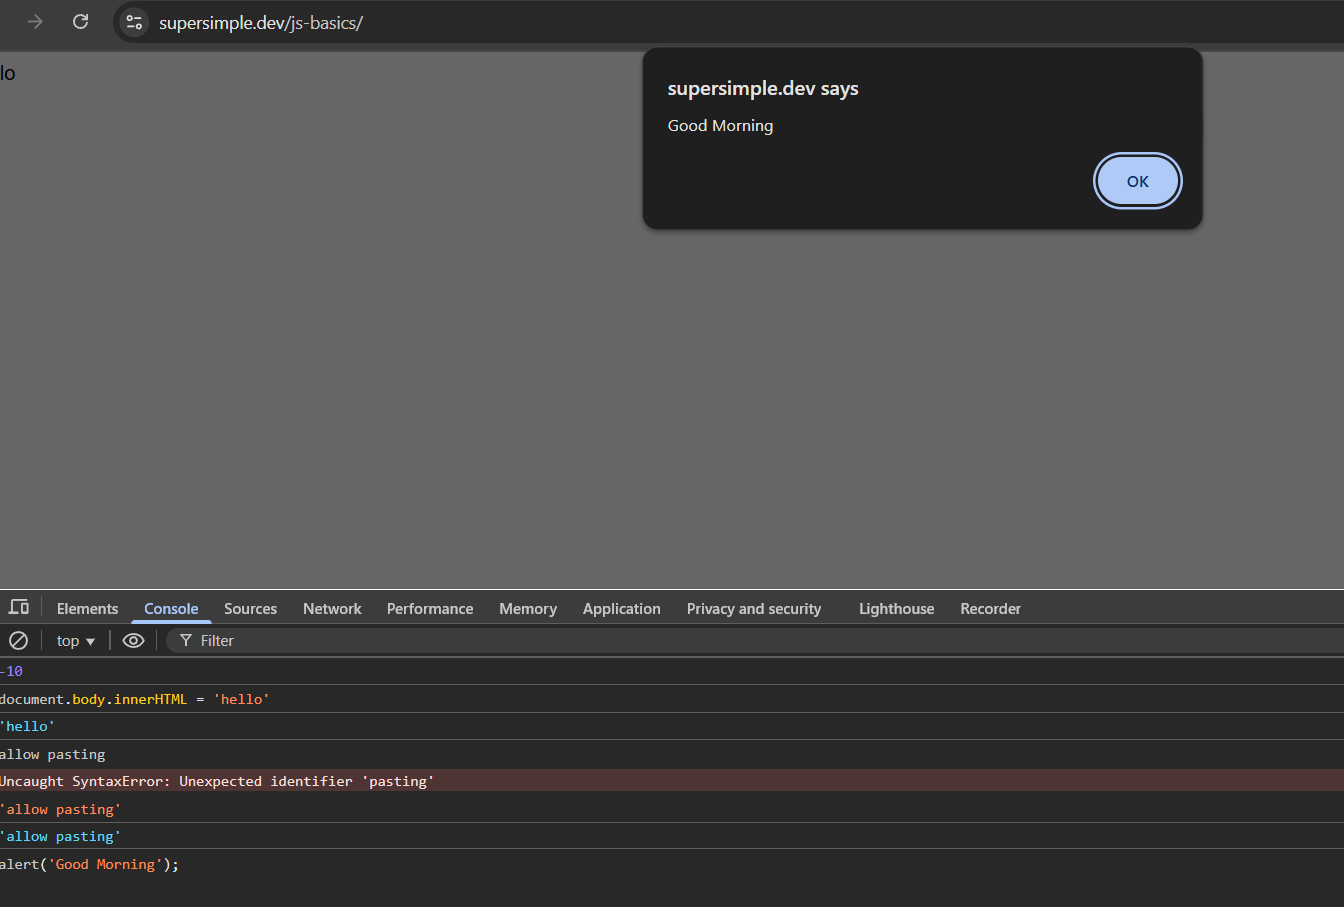 supersimple.dev/js-basics/
lo
supersimple.dev says
Good Morning
OK
Elements Console Sources Network Performance Memory Application Privacy and security Lighthouse Recorder
top Filter
-10
document.body.innerHTML = 'hello'
'hello'
allow pasting
Uncaught SyntaxError: Unexpected identifier 'pasting'
'allow pasting'
'allow pasting'
alert('Good Morning');